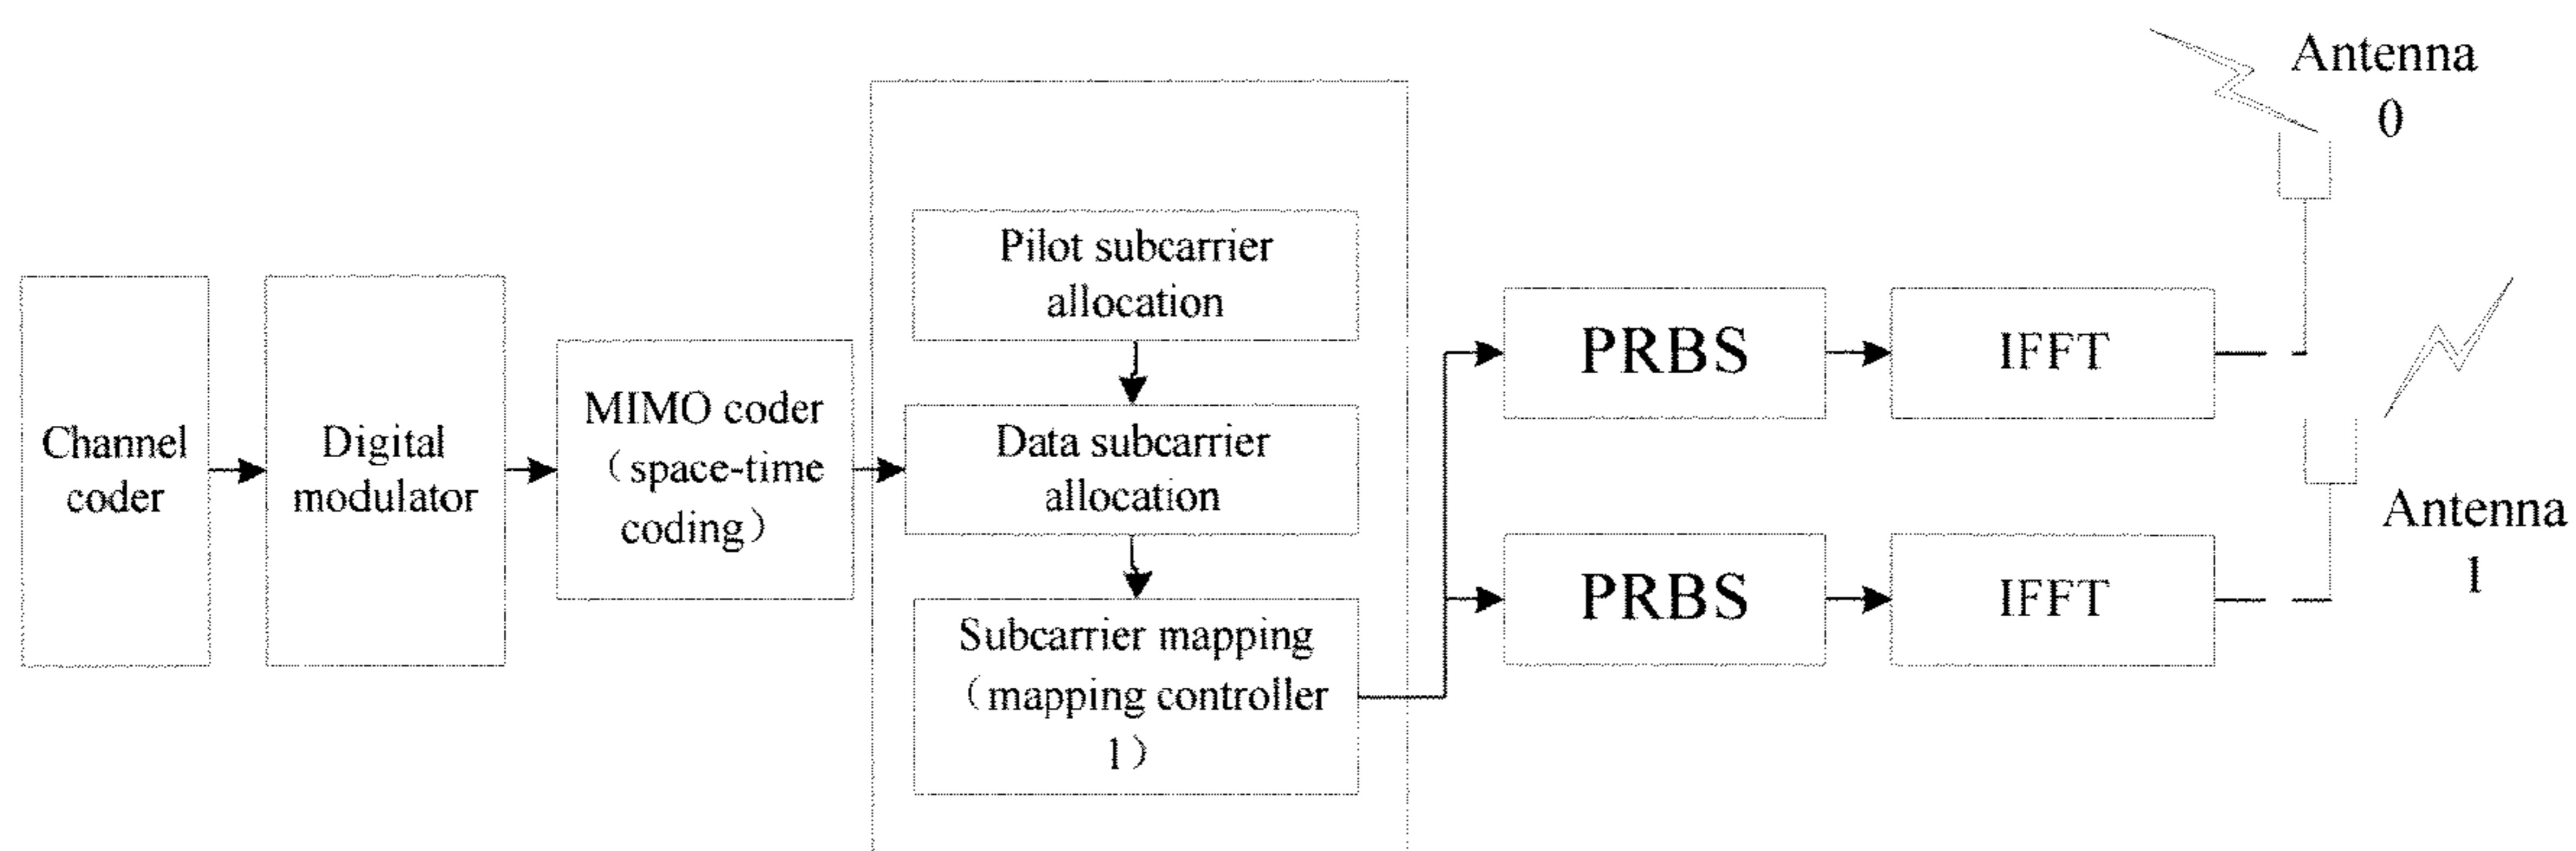 Channel
coder
Digital
modulator
MIMO coder
（space-time
coding）
Pilot subcarrier
allocation
Data subcarrier
allocation
Subcarrier mapping
（mapping controller
1）
PRBS
IFFT
PRBS
IFFT
Antenna
0
Antenna
1